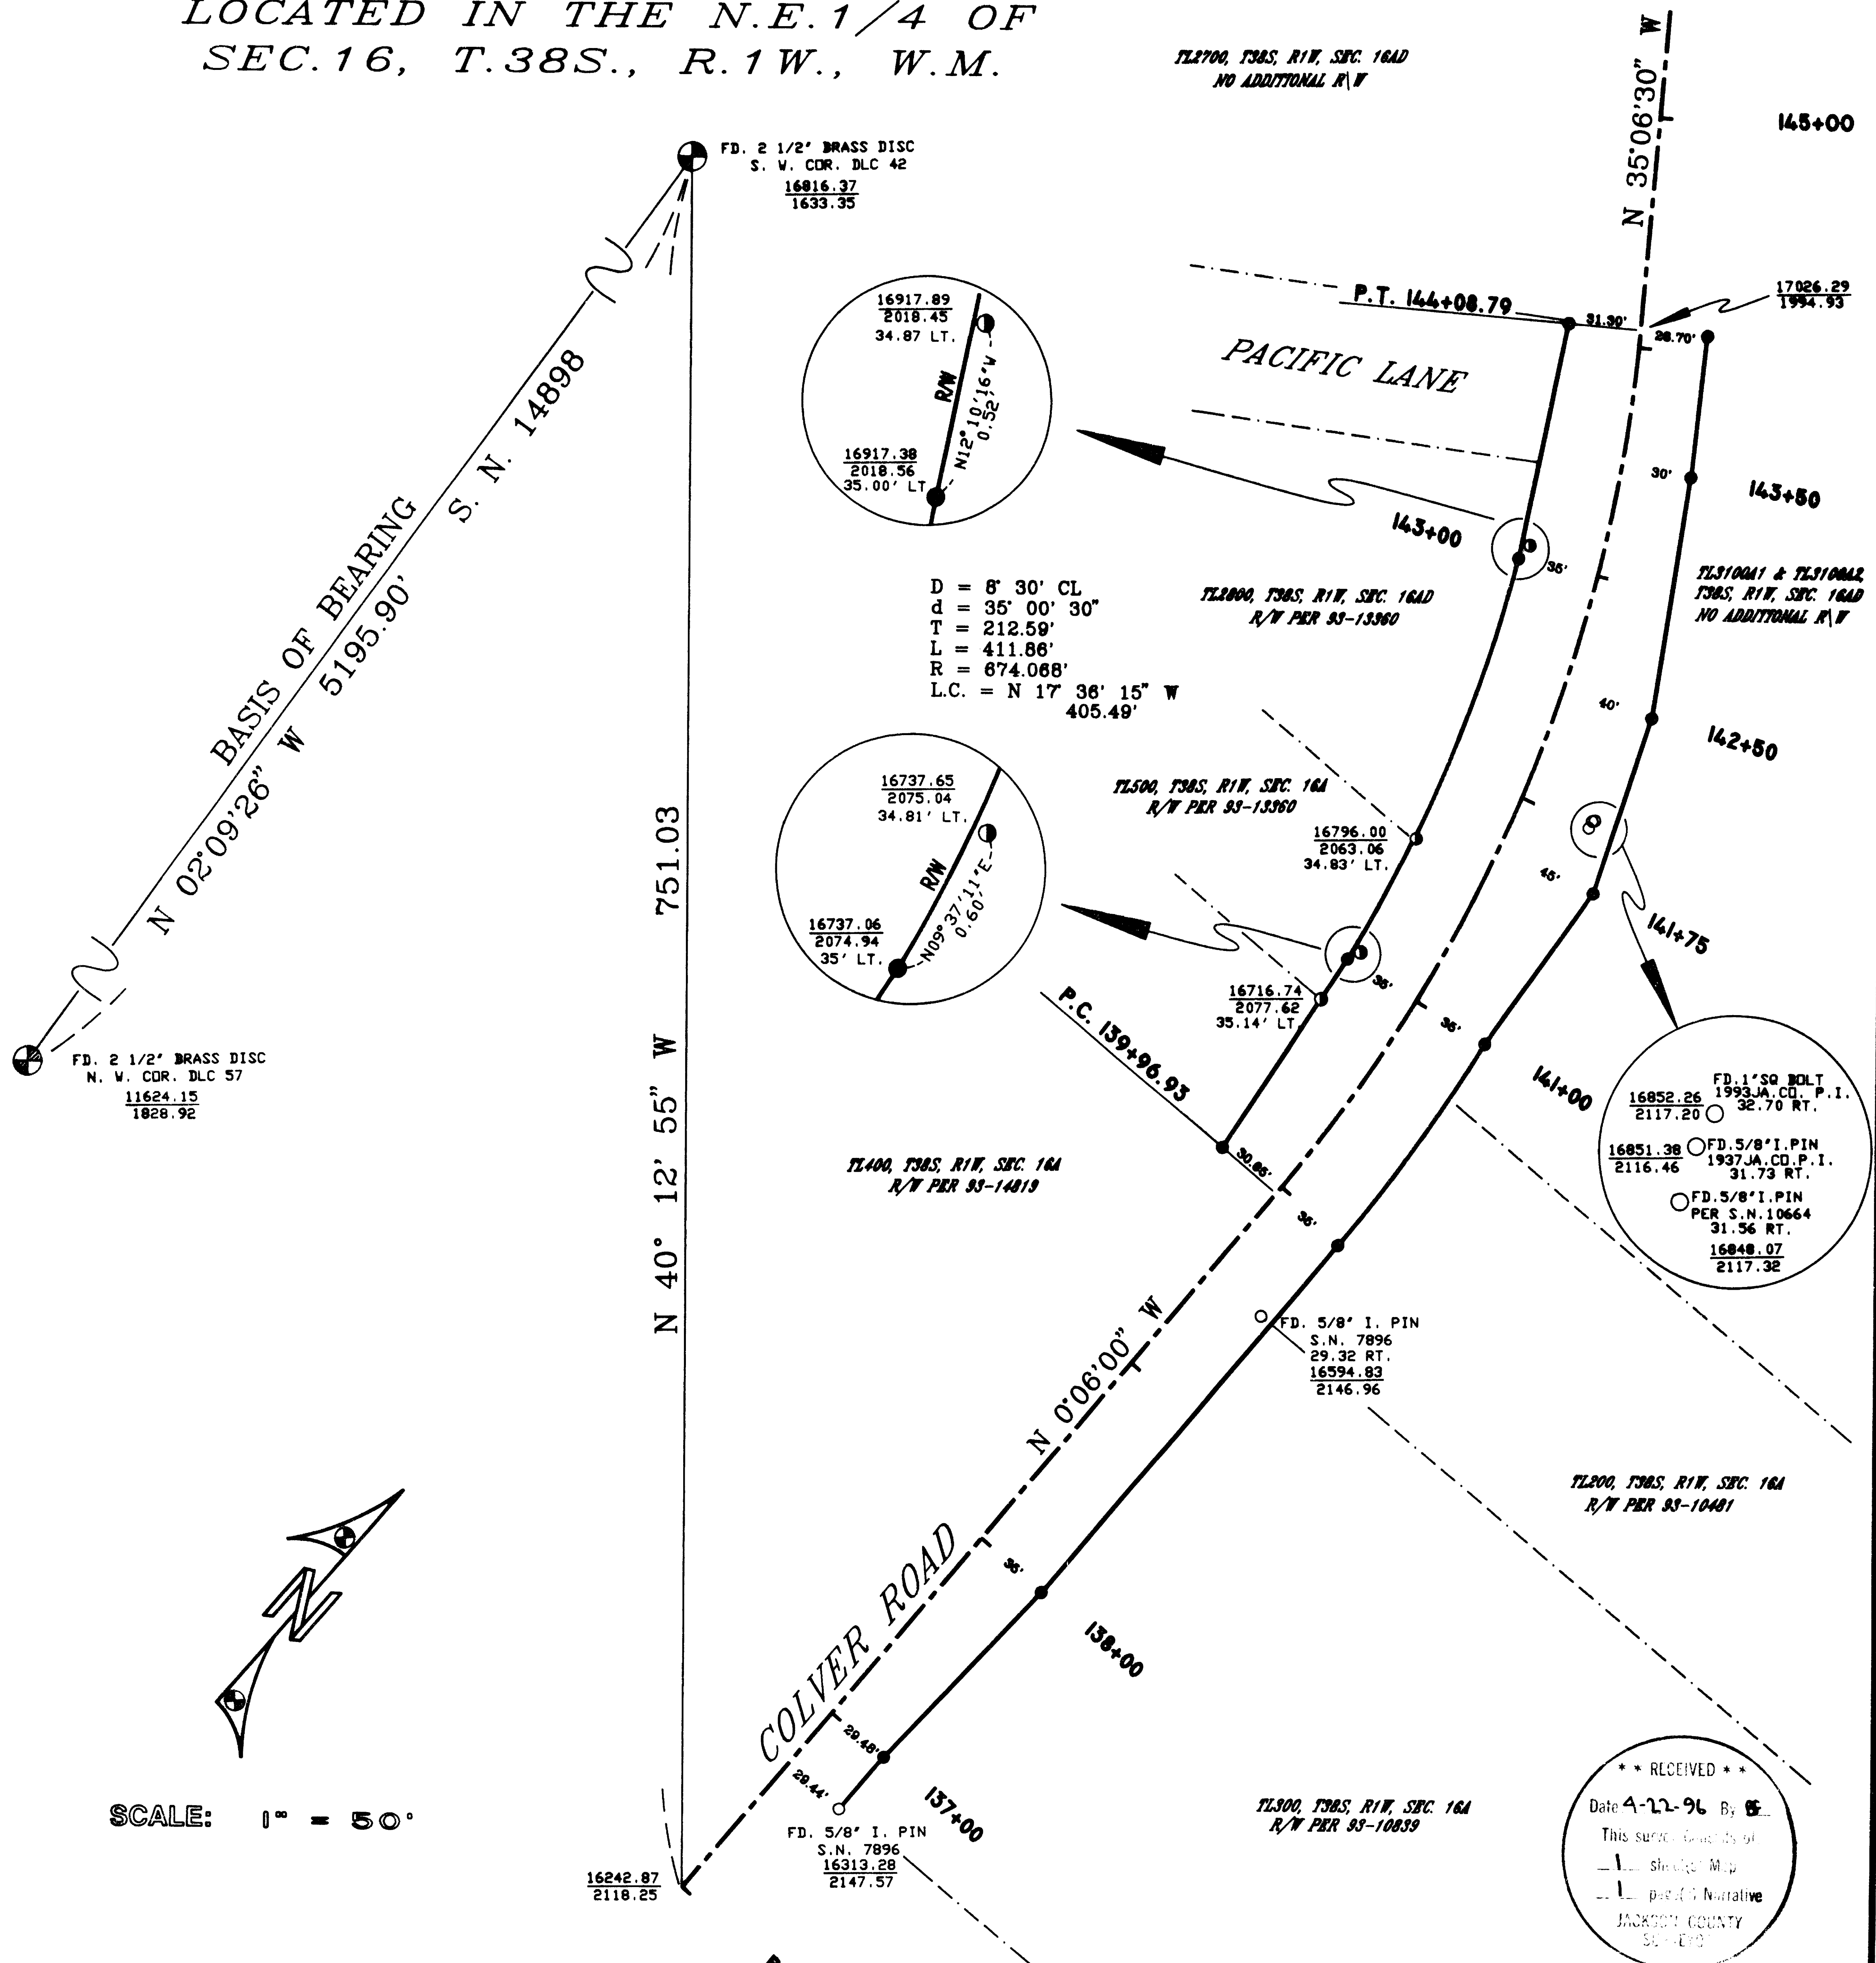 LOCATED IN THE N.E.1/4 OF
SEC.16, T.38S., R.1W., W.M.
TL2700, T38S, R1W, SEC. 16AD
NO ADDITIONAL R\W
N 35°06'30" W
145+00
FD. 2 1/2" BRASS DISC
S. W. COR. DLC 42
16816.37
1633.35
17026.29
1994.93
P.T. 144+08.79
31.30'
28.70'
PACIFIC LANE
16917.89
2018.45
34.87 LT.
R/W
N12°10'16"W
0.52'
16917.38
2018.56
35.00' LT
BASIS OF BEARING
S. N. 14898
N 02°09'26" W 5195.90'
30'
143+50
143+00
35'
D = 8° 30' CL
d = 35° 00' 30"
T = 212.59'
L = 411.86'
R = 674.068'
L.C. = N 17° 36' 15" W
405.49'
TL2800, T38S, R1W, SEC. 16AD
R/W PER 93-13360
TL3100A1 & TL3100A2,
T38S, R1W, SEC. 16AD
NO ADDITIONAL R\W
40'
142+50
TL500, T38S, R1W, SEC. 16A
R/W PER 93-13360
16737.65
2075.04
34.81' LT.
R/W
N09°37'11"E
0.60'
16737.06
2074.94
35' LT.
16796.00
2063.06
34.83' LT.
45'
141+75
35'
16716.74
2077.62
35.14' LT.
P.C. 139+96.93
35'
141+00
FD. 2 1/2" BRASS DISC
N. W. COR. DLC 57
11624.15
1828.92
N 40° 12' 55" W 751.03
FD.1"SQ BOLT
1993JA.CO. P.I.
32.70 RT.
16852.26
2117.20
FD.5/8"I.PIN
1937JA.CO.P.I.
31.73 RT.
16851.38
2116.46
FD.5/8"I.PIN
PER S.N.10664
31.56 RT.
16848.07
2117.32
TL400, T38S, R1W, SEC. 16A
R/W PER 93-14819
30.85'
35'
N 0°06'00" W
FD. 5/8" I. PIN
S.N. 7896
29.32 RT.
16594.83
2146.96
TL200, T38S, R1W, SEC. 16A
R/W PER 93-10481
COLVER ROAD
35'
138+00
N
SCALE: 1" = 50'
29.48'
29.44'
137+00
FD. 5/8" I. PIN
S.N. 7896
16313.28
2147.57
16242.87
2118.25
TL300, T38S, R1W, SEC. 16A
R/W PER 93-10839
* * RECEIVED * *
Date 4-22-96 By
This survey consists of
1 sheet(s) Map
1 page(s) Narrative
JACKSON COUNTY
SURVEYOR